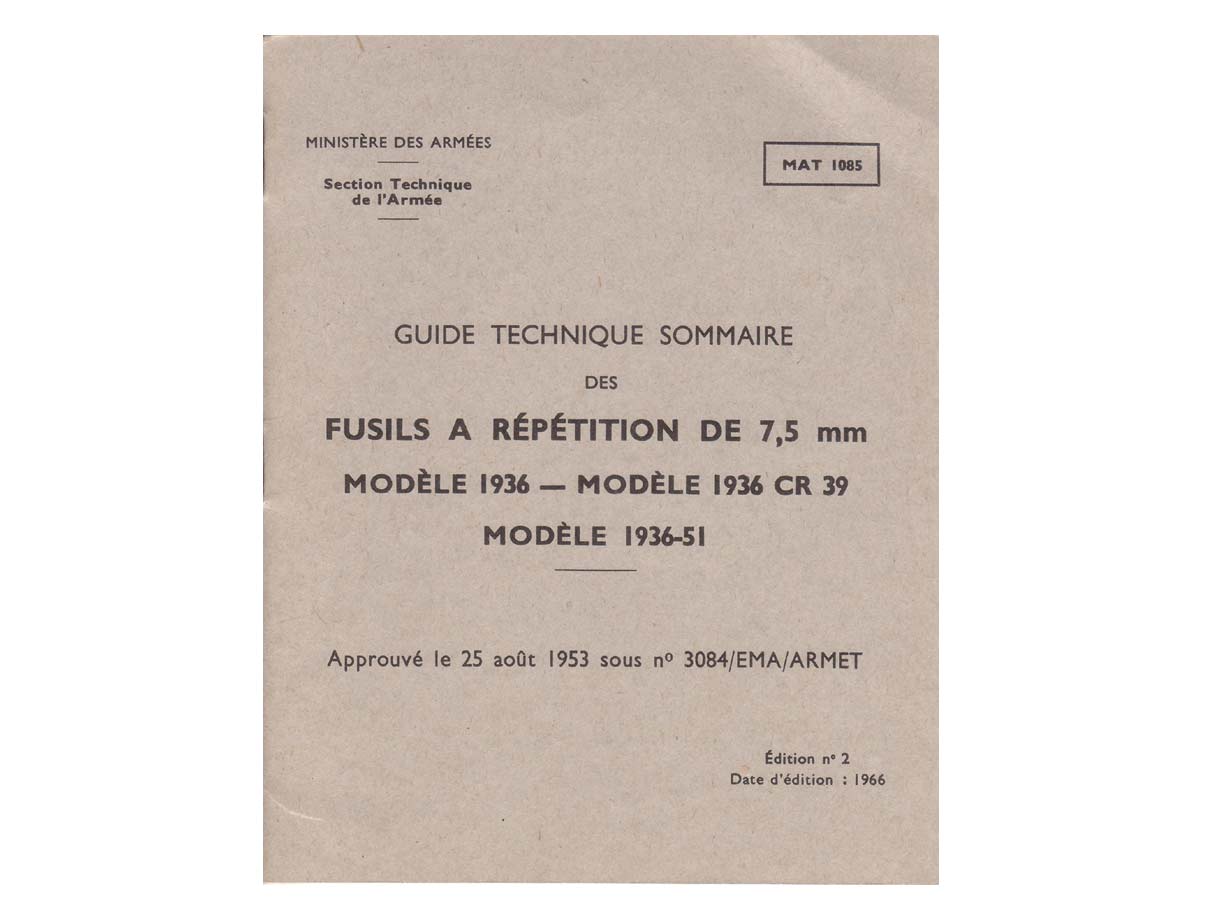 MINISTÈRE DES ARMÉES
Section Technique
de l'Armée
MAT 1085
GUIDE TECHNIQUE SOMMAIRE
DES
FUSILS A RÉPÉTITION DE 7,5 mm
MODÈLE 1936 — MODÈLE 1936 CR 39
MODÈLE 1936-51
Approuvé le 25 août 1953 sous nº 3084/EMA/ARMET
Édition n° 2
Date d'édition : 1966